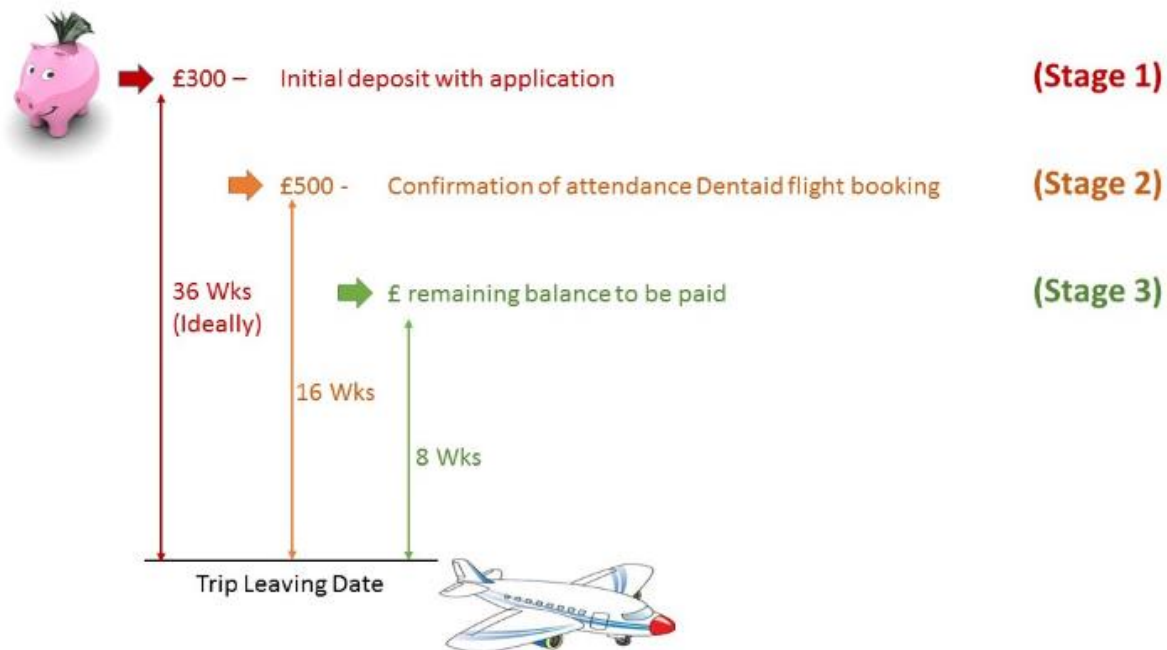 £300 – Initial deposit with application (Stage 1)
£500 - Confirmation of attendance Dentaid flight booking (Stage 2)
£ remaining balance to be paid (Stage 3)
36 Wks
(Ideally)
16 Wks
8 Wks
Trip Leaving Date